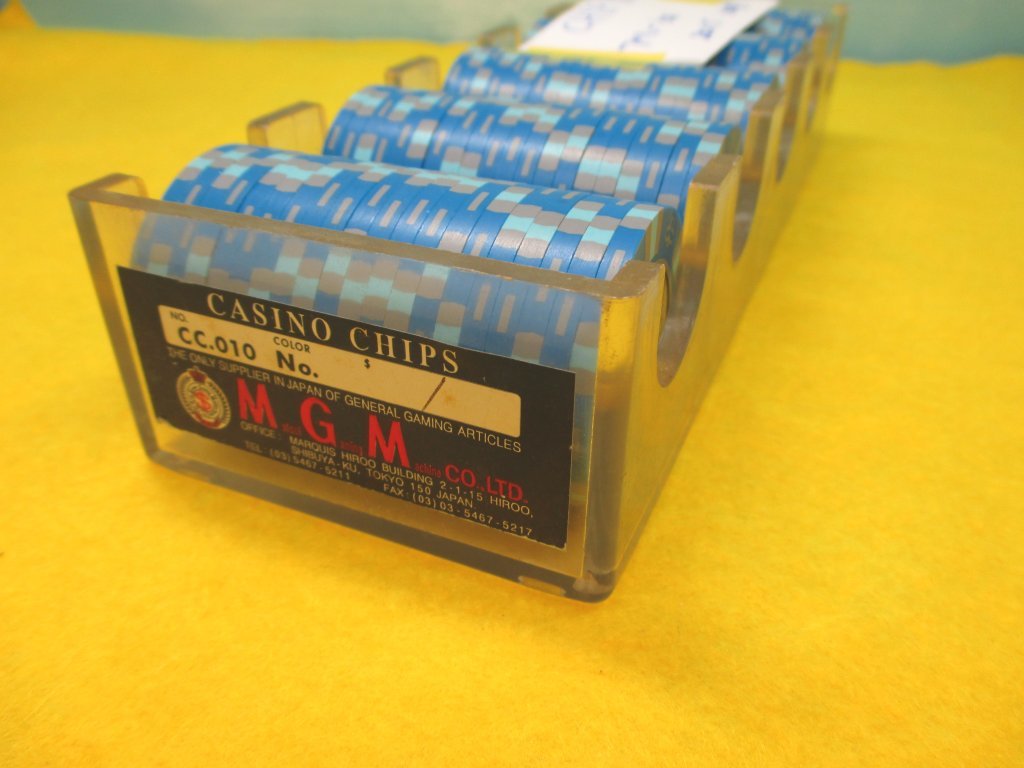 CASINO CHIPS
NO. COLOR $
CC.010 No. /
THE ONLY SUPPLIER IN JAPAN OF GENERAL GAMING ARTICLES
M G M achine CO.,LTD.
OFFICE: MARQUIS HIROO BUILDING 2-1-15 HIROO,
SHIBUYA-KU, TOKYO 150 JAPAN
TEL (03)5467-5211 FAX:(03)03-5467-5217